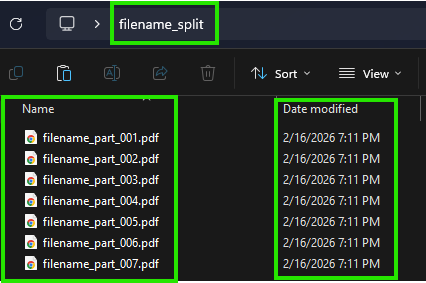 filename_split
Sort View
Name Date modified
filename_part_001.pdf 2/16/2026 7:11 PM
filename_part_002.pdf 2/16/2026 7:11 PM
filename_part_003.pdf 2/16/2026 7:11 PM
filename_part_004.pdf 2/16/2026 7:11 PM
filename_part_005.pdf 2/16/2026 7:11 PM
filename_part_006.pdf 2/16/2026 7:11 PM
filename_part_007.pdf 2/16/2026 7:11 PM